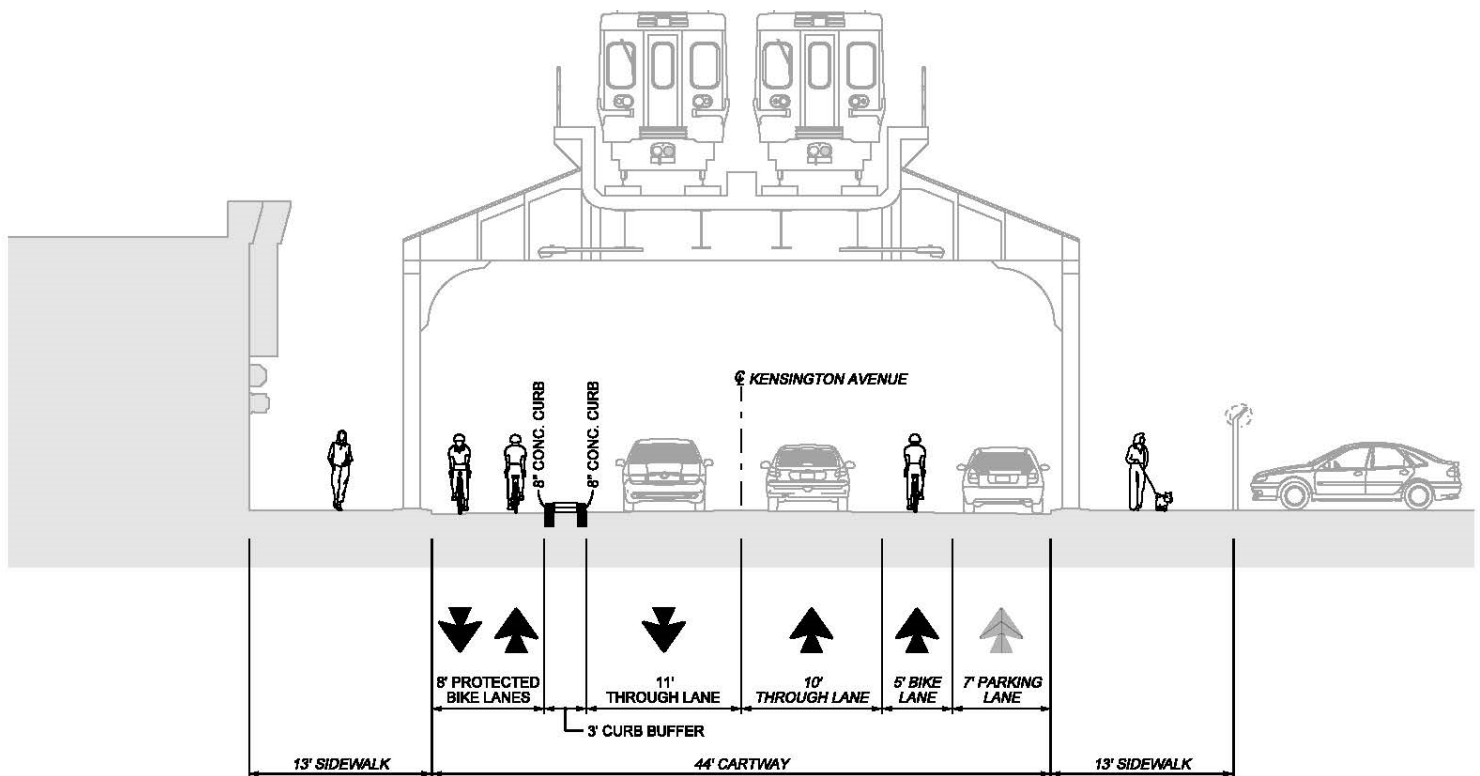 ℄ KENSINGTON AVENUE
8" CONC. CURB
8" CONC. CURB
8' PROTECTED
BIKE LANES
11'
THROUGH LANE
10'
THROUGH LANE
5' BIKE
LANE
7' PARKING
LANE
3' CURB BUFFER
13' SIDEWALK
44' CARTWAY
13' SIDEWALK